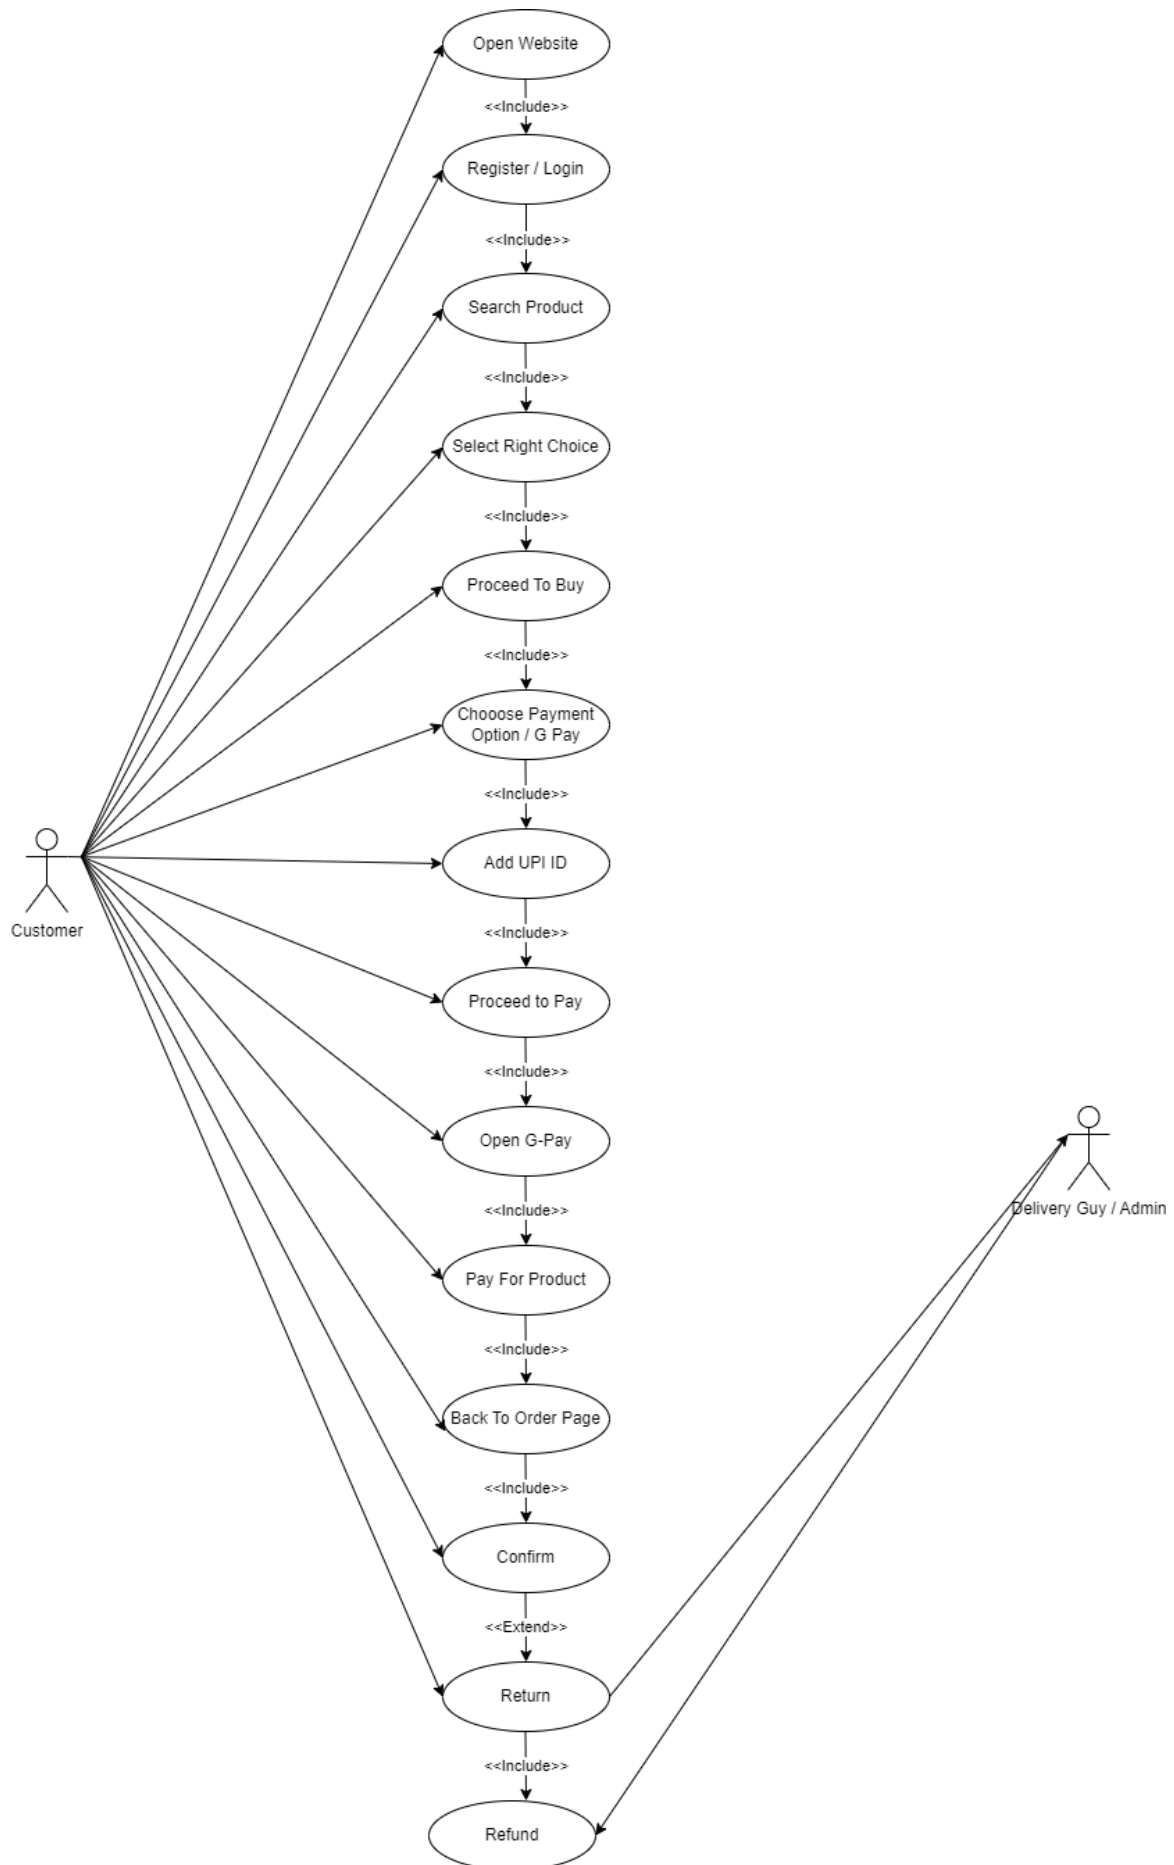 Open Website
<<Include>>
Register / Login
<<Include>>
Search Product
<<Include>>
Select Right Choice
<<Include>>
Proceed To Buy
<<Include>>
Chooose Payment
Option / G Pay
<<Include>>
Add UPI ID
Customer
<<Include>>
Proceed to Pay
<<Include>>
Open G-Pay
Delivery Guy / Admin
<<Include>>
Pay For Product
<<Include>>
Back To Order Page
<<Include>>
Confirm
<<Extend>>
Return
<<Include>>
Refund